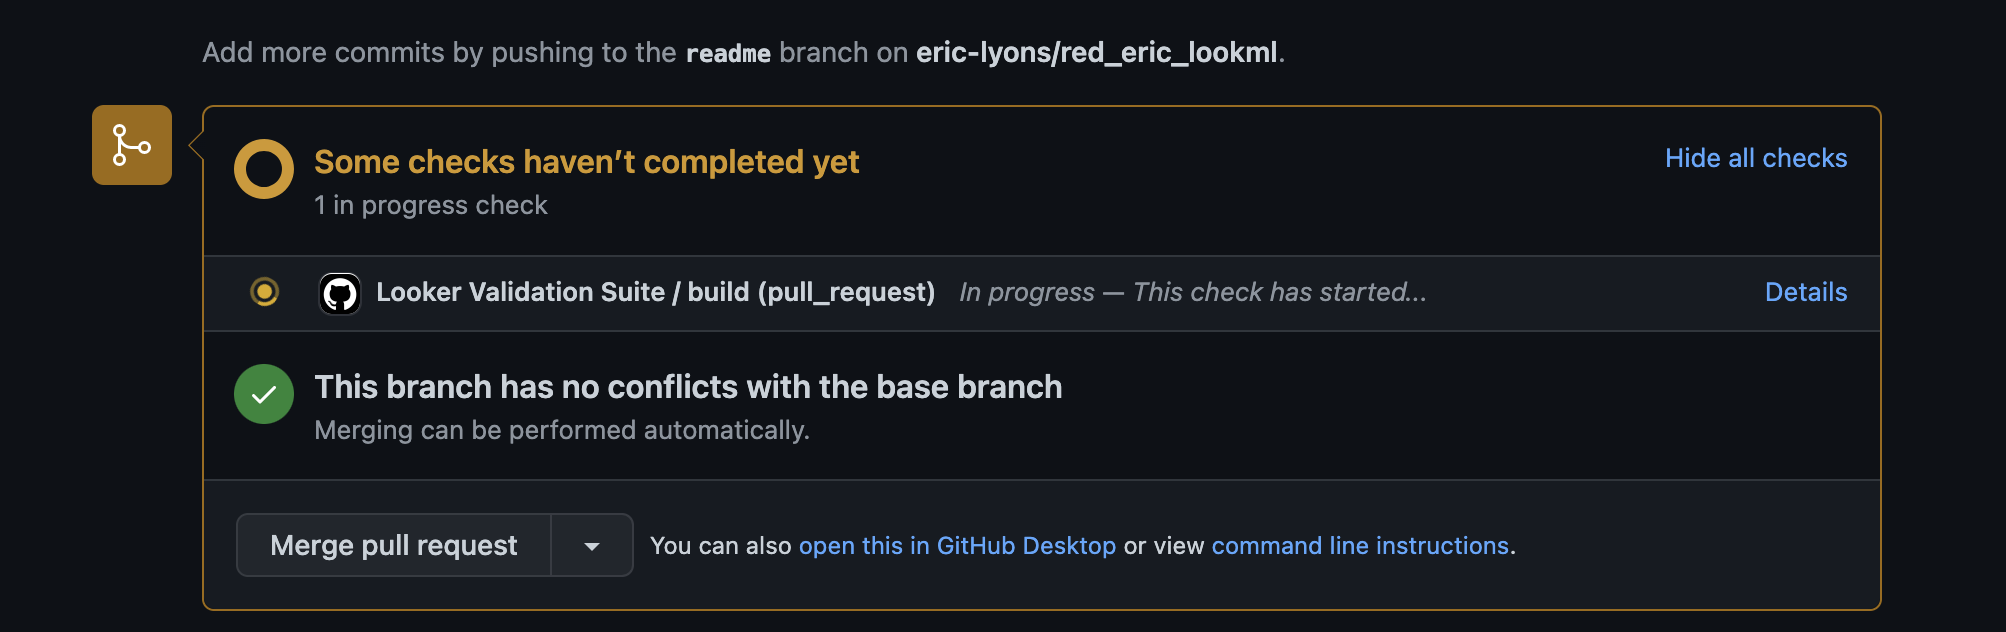 Add more commits by pushing to the readme branch on eric-lyons/red_eric_lookml.
Some checks haven’t completed yet
Hide all checks
1 in progress check
Looker Validation Suite / build (pull_request) In progress — This check has started...
Details
This branch has no conflicts with the base branch
Merging can be performed automatically.
Merge pull request
You can also open this in GitHub Desktop or view command line instructions.